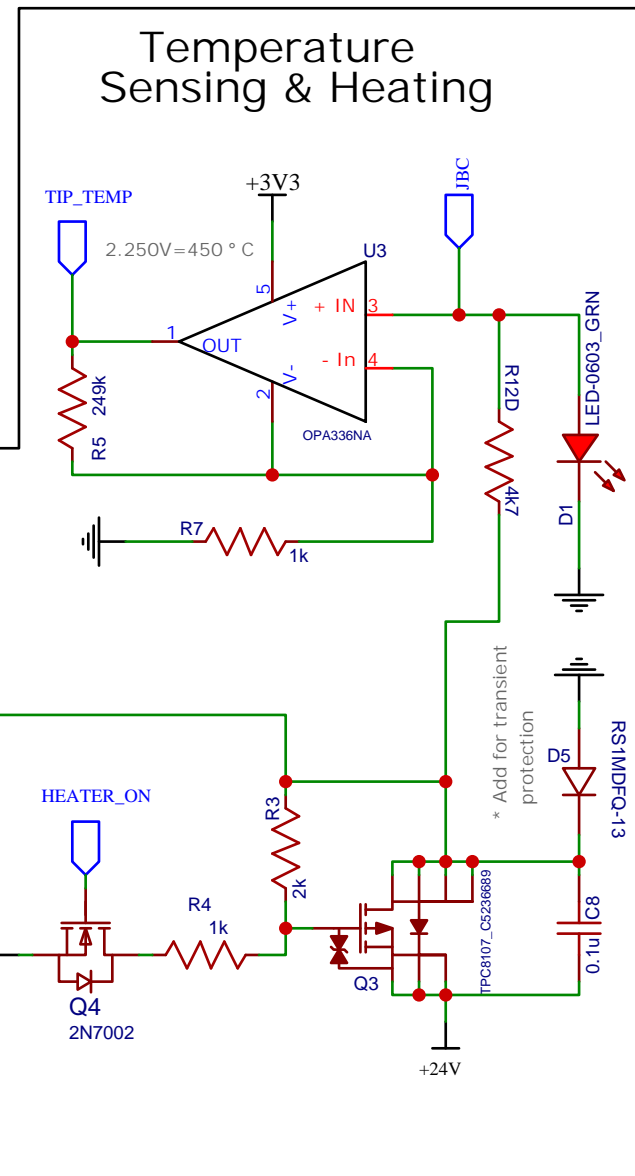 Temperature
Sensing & Heating
TIP_TEMP
+3V3
JBC
2.250V=450 ° C
U3
5
V+
+ IN
3
1
OUT
- In
4
2
V-
OPA336NA
R5
249k
R12D
4k7
LED-0603_GRN
D1
R7
1k
* Add for transient
protection
D5
RS1MDFQ-13
HEATER_ON
R3
2k
R4
1k
Q4
2N7002
Q3
TPC8107_C5236689
C8
0.1u
+24V